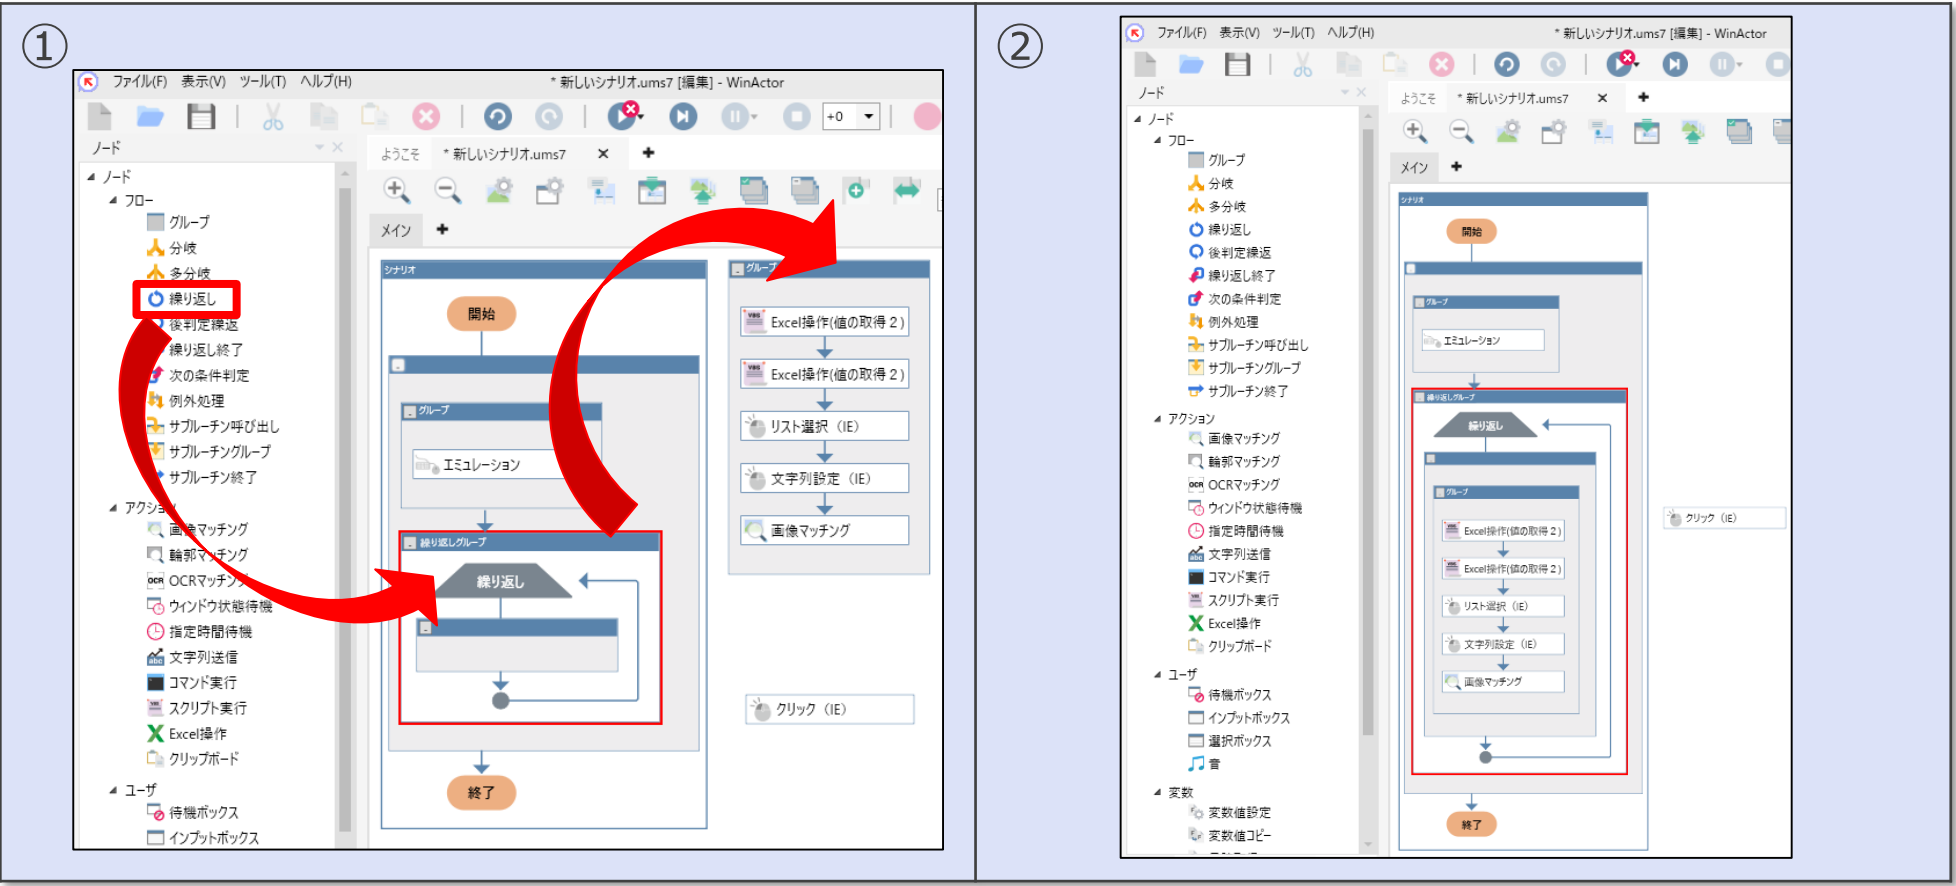 ①
ファイル(F) 表示(V) ツール(T) ヘルプ(H)
* 新しいシナリオ.ums7 [編集] - WinActor
+0
ノード
ようこそ
* 新しいシナリオ.ums7
メイン
ノード
フロー
グループ
分岐
多分岐
繰り返し
後判定繰返
繰り返し終了
次の条件判定
例外処理
サブルーチン呼び出し
サブルーチングループ
サブルーチン終了
アクション
画像マッチング
輪郭マッチング
OCRマッチング
ウィンドウ状態待機
指定時間待機
文字列送信
コマンド実行
スクリプト実行
Excel操作
クリップボード
ユーザ
待機ボックス
インプットボックス
シナリオ
開始
グループ
エミュレーション
繰り返しグループ
繰り返し
終了
グループ
Excel操作(値の取得２)
Excel操作(値の取得２)
リスト選択（IE）
文字列設定（IE）
画像マッチング
クリック（IE）
②
ファイル(F) 表示(V) ツール(T) ヘルプ(H)
* 新しいシナリオ.ums7 [編集] - WinActor
ノード
ようこそ
* 新しいシナリオ.ums7
メイン
ノード
フロー
グループ
分岐
多分岐
繰り返し
後判定繰返
繰り返し終了
次の条件判定
例外処理
サブルーチン呼び出し
サブルーチングループ
サブルーチン終了
アクション
画像マッチング
輪郭マッチング
OCRマッチング
ウィンドウ状態待機
指定時間待機
文字列送信
コマンド実行
スクリプト実行
Excel操作
クリップボード
ユーザ
待機ボックス
インプットボックス
選択ボックス
音
変数
変数値設定
変数値コピー
シナリオ
開始
グループ
エミュレーション
繰り返しグループ
繰り返し
グループ
Excel操作(値の取得２)
Excel操作(値の取得２)
リスト選択（IE）
文字列設定（IE）
画像マッチング
終了
クリック（IE）